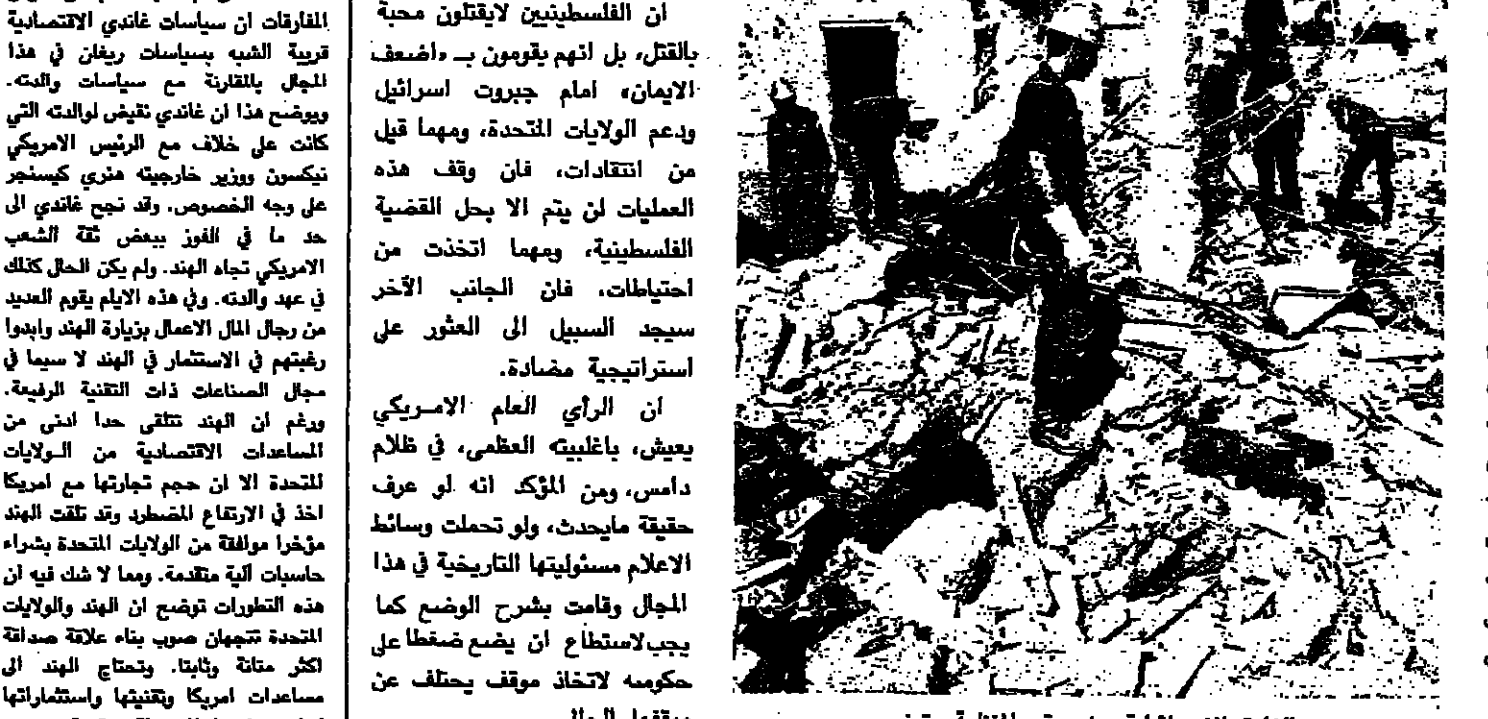 ان الفلسطينيين لايقتلون محبة
بالقتل، بل انهم يقومون بـ «اضعف
الايمان» امام جبروت اسرائيل
ودعم الولايات المتحدة، ومهما قيل
من انتقادات، فان وقف هذه
العمليات لن يتم الا بحل القضية
الفلسطينية، ومهما اتخذت من
احتياطات، فان الجانب الآخر
سيجد السبيل الى العثور على
استراتيجية مضادة.
ان الرأي العام الامـريكي
يعيش، باغلبيته العظمى، في ظلام
دامس، ومن المؤكد انه لو عرف
حقيقة مايحدث، ولو تحملت وسائط
الاعلام مسئوليتها التاريخية في هذا
المجال وقامت بشرح الوضع كما
يجب لاستطاع ان يضع ضغطا على
حكومته لاتخاذ موقف يختلف عن
المفارقات ان سياسات غاندي الاقتصادية
قريبة الشبه بسياسات ريغان في هذا
المجال بالمقارنة مع سياسات والدته.
ويوضح هذا ان غاندي نقيض لوالدته التي
كانت على خلاف مع الرئيس الامريكي
نيكسون ووزير خارجيته هنري كيسنجر
على وجه الخصوص. وقد نجح غاندي الى
حد ما في الفوز ببعض ثقة الشعب
الامريكي تجاه الهند. ولم يكن الحال كذلك
في عهد والدته. وفي هذه الايام يقوم العديد
من رجال المال الاعمال بزيارة الهند وابدوا
رغبتهم في الاستثمار في الهند لا سيما في
مجال الصناعات ذات التقنية الرفيعة.
ورغم ان الهند تتلقى حدا ادنى من
المساعدات الاقتصادية من الـولايات
المتحدة الا ان حجم تجارتها مع امريكا
اخذ في الارتفاع المضطرد وقد تلقت الهند
مؤخرا موافقة من الولايات المتحدة بشراء
حاسبات آلية متقدمة. ومما لا شك فيه ان
هذه التطورات توضح ان الهند والولايات
المتحدة تتجهان صوب بناء علاقة صداقة
اكثر متانة وثباتا. وتحتاج الهند الى
مساعدات امريكا وتقنيتها واستثماراتها